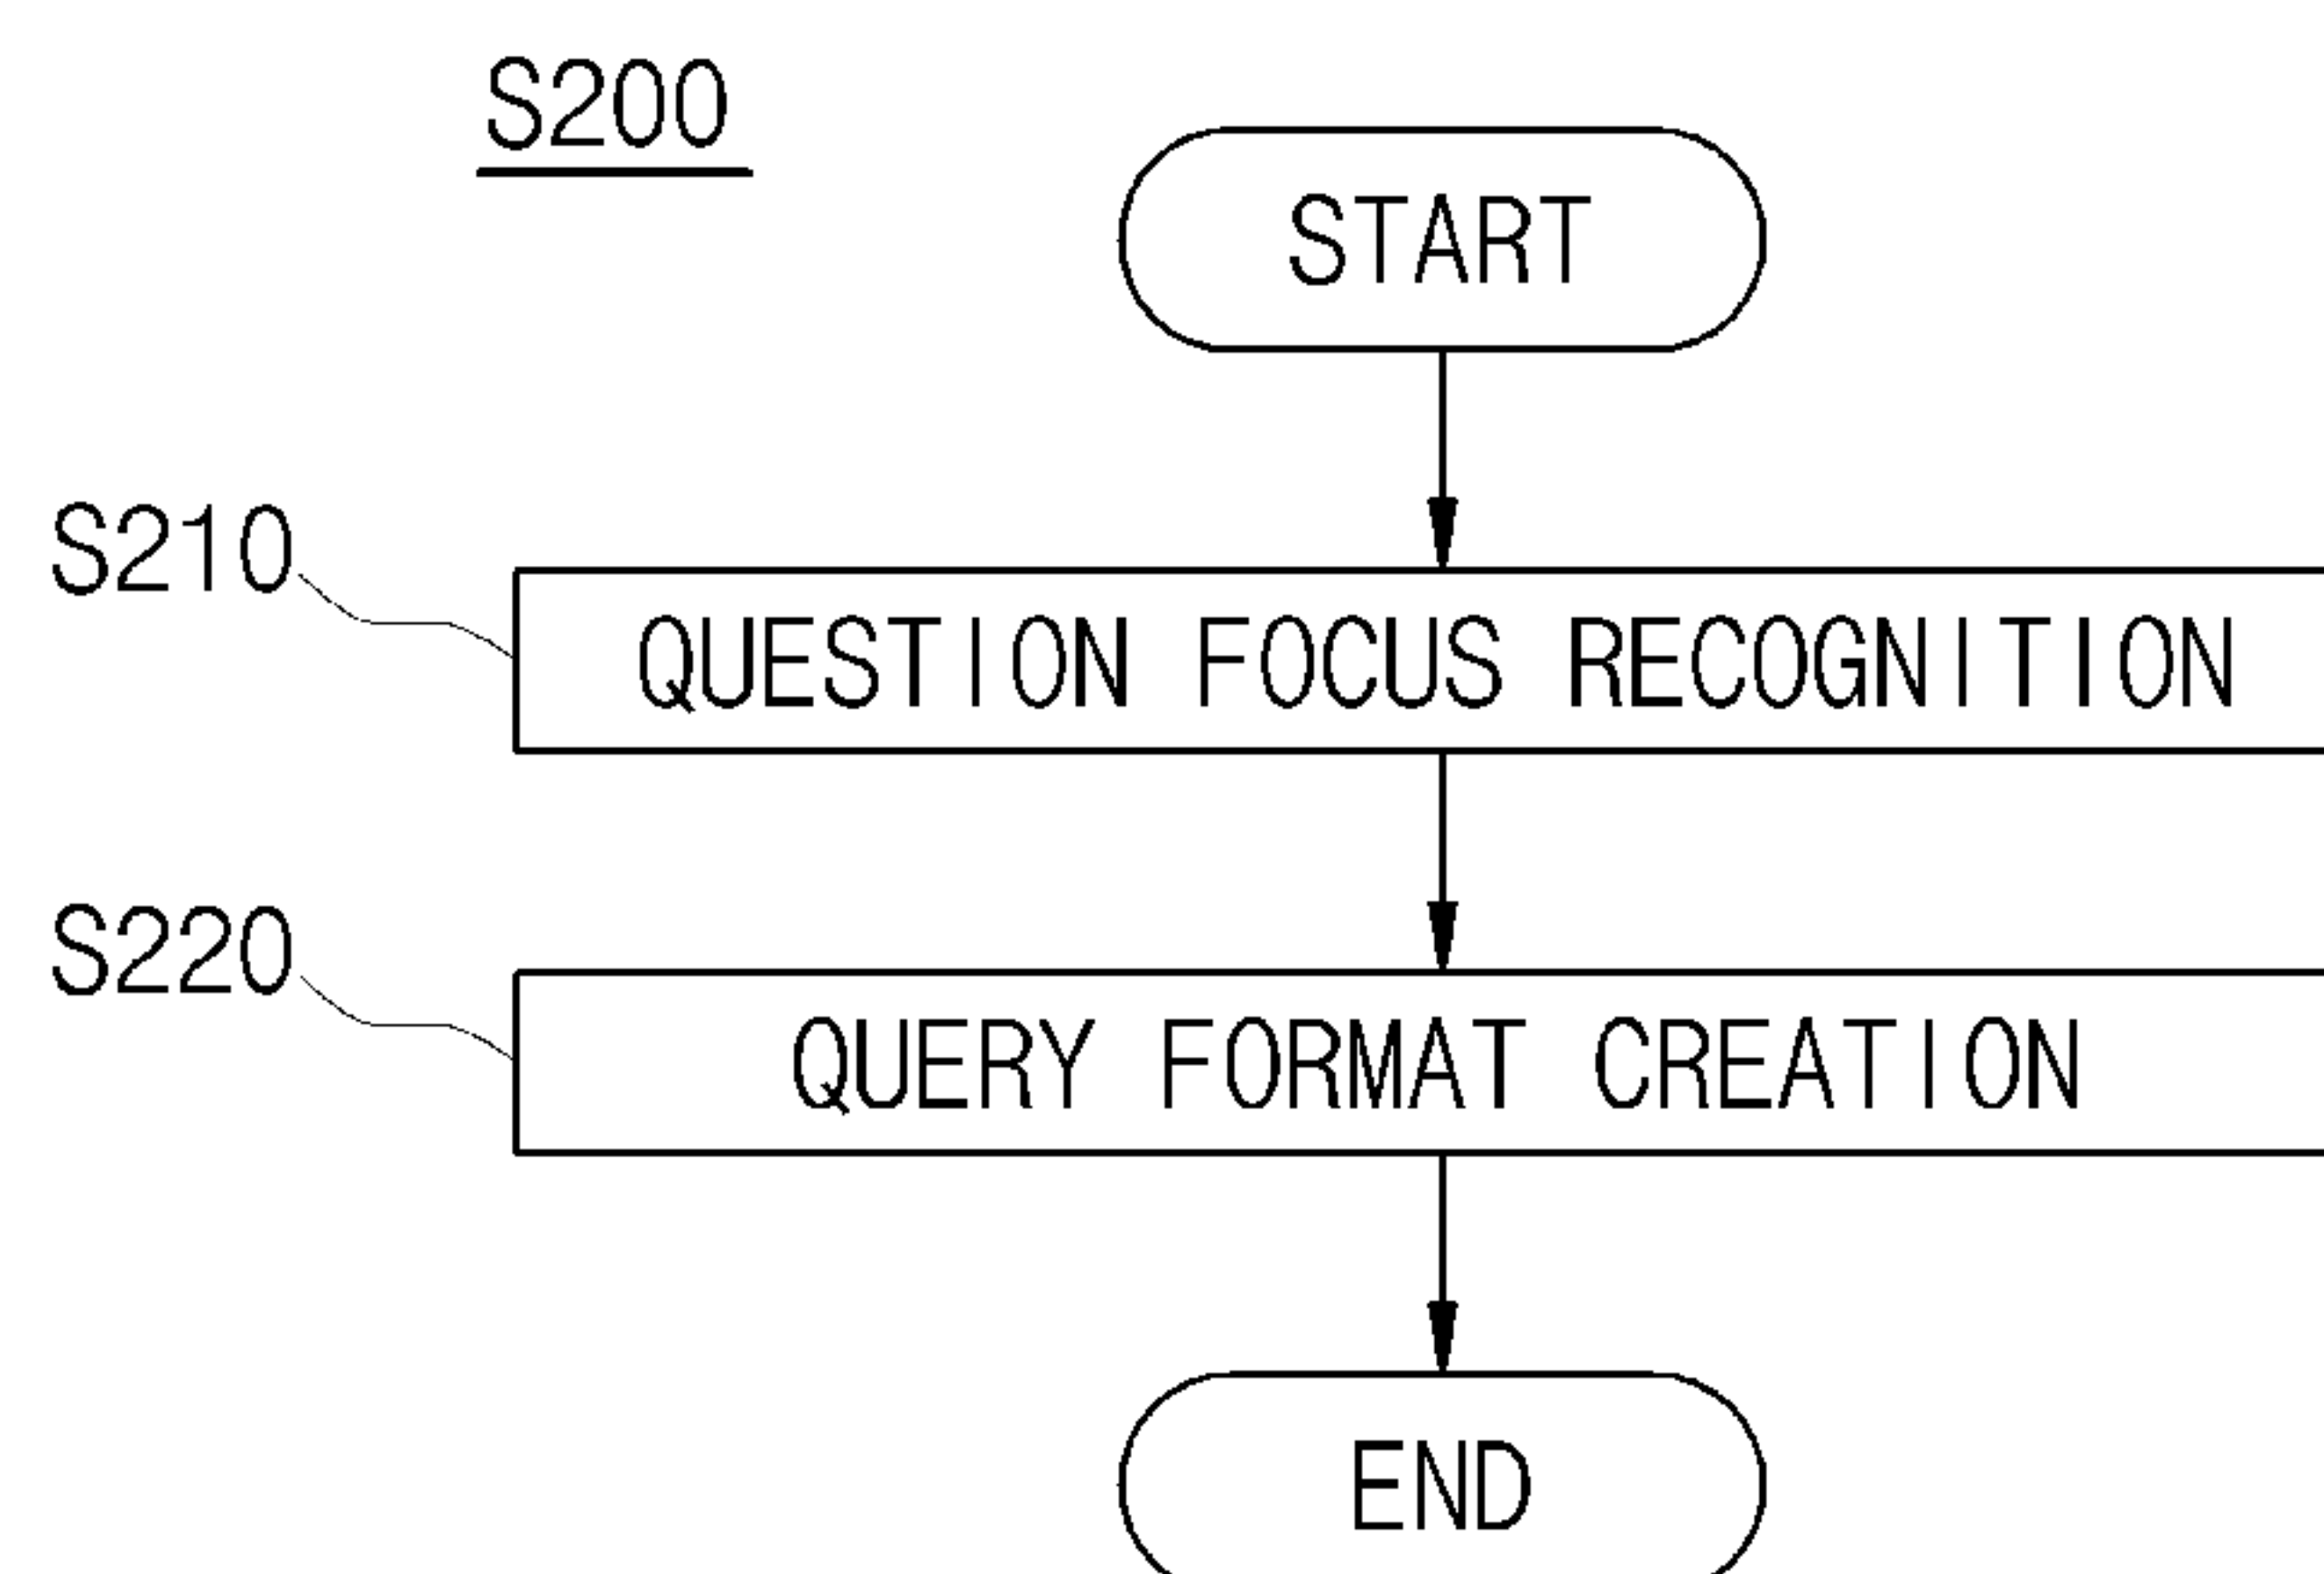 S200
START
S210
QUESTION FOCUS RECOGNITION
S220
QUERY FORMAT CREATION
END